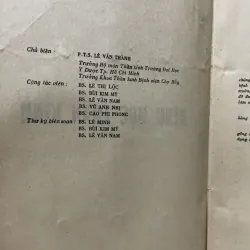 Chủ biên : P.T.S. LÊ VĂN THÀNH
Trưởng Bộ môn Thần kinh Trường Đại Học
Y Dược Tp. Hồ Chí Minh
Trưởng Khoa Thần kinh Bệnh viện Chợ Rẫy
Cộng tác viên : BS. LÊ THỊ LỘC
BS. BÙI KIM MỸ
BS. LÊ VĂN NAM
BS. VÕ ANH NHỊ
BS. CAO PHI PHONG
Thư ký biên soạn : BS. LÊ MINH
BS. BÙI KIM MỸ
BS. LÊ VĂN NAM